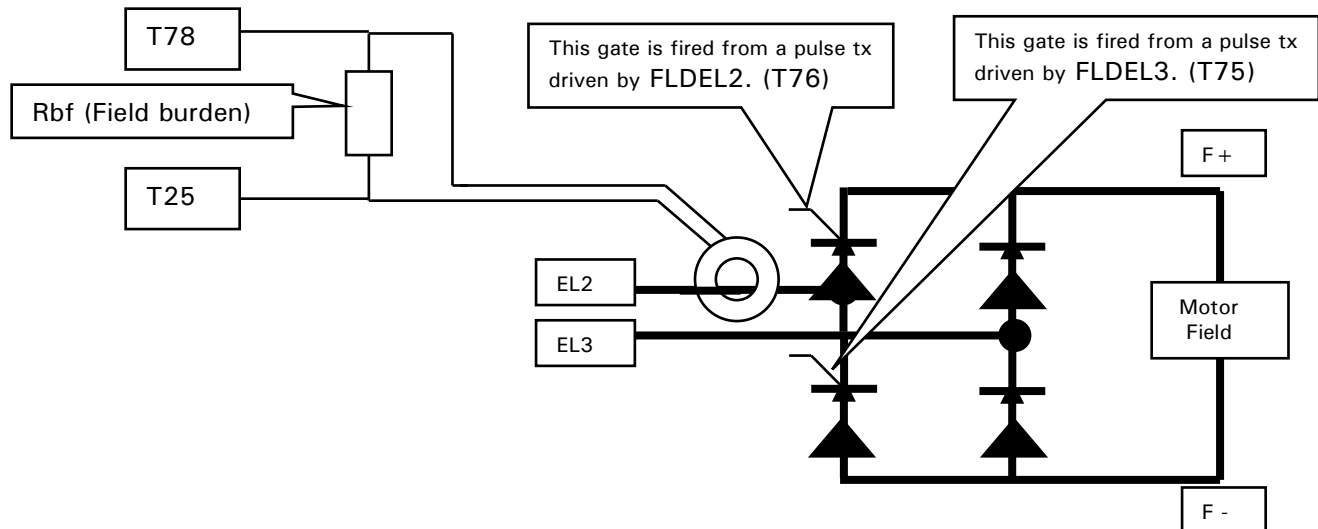 T78
This gate is fired from a pulse tx
driven by FLDEL2. (T76)
This gate is fired from a pulse tx
driven by FLDEL3. (T75)
Rbf (Field burden)
F+
T25
EL2
EL3
Motor
Field
F -